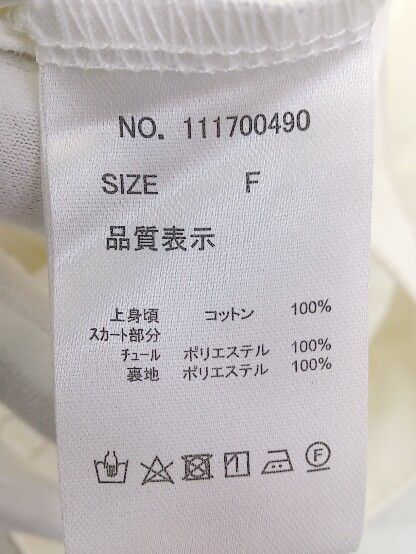 NO. 111700490
SIZE F
品質表示
上身頃 コットン 100%
スカート部分
チュール ポリエステル 100%
裏地 ポリエステル 100%
F